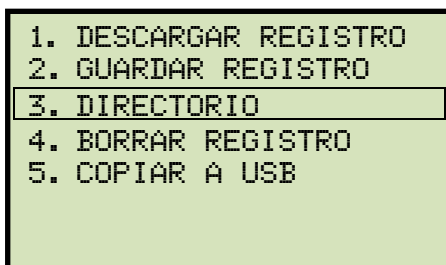 1. DESCARGAR REGISTRO
2. GUARDAR REGISTRO
3. DIRECTORIO
4. BORRAR REGISTRO
5. COPIAR A USB